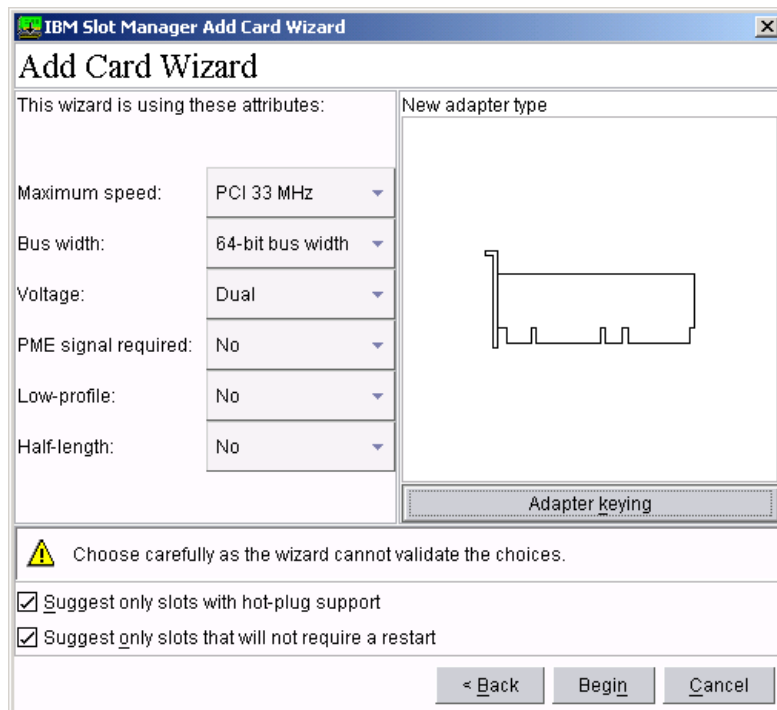 IBM Slot Manager Add Card Wizard
Add Card Wizard
This wizard is using these attributes:
Maximum speed: PCI 33 MHz
Bus width: 64-bit bus width
Voltage: Dual
PME signal required: No
Low-profile: No
Half-length: No
New adapter type
Adapter keying
Choose carefully as the wizard cannot validate the choices.
Suggest only slots with hot-plug support
Suggest only slots that will not require a restart
< Back Begin Cancel